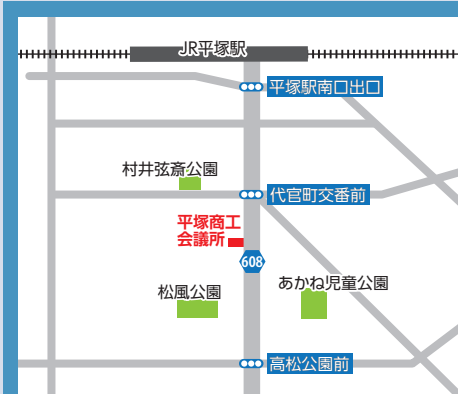 JR平塚駅
平塚駅南口出口
村井弦斎公園
代官町交番前
平塚商工
会議所
608
あかね児童公園
松風公園
高松公園前